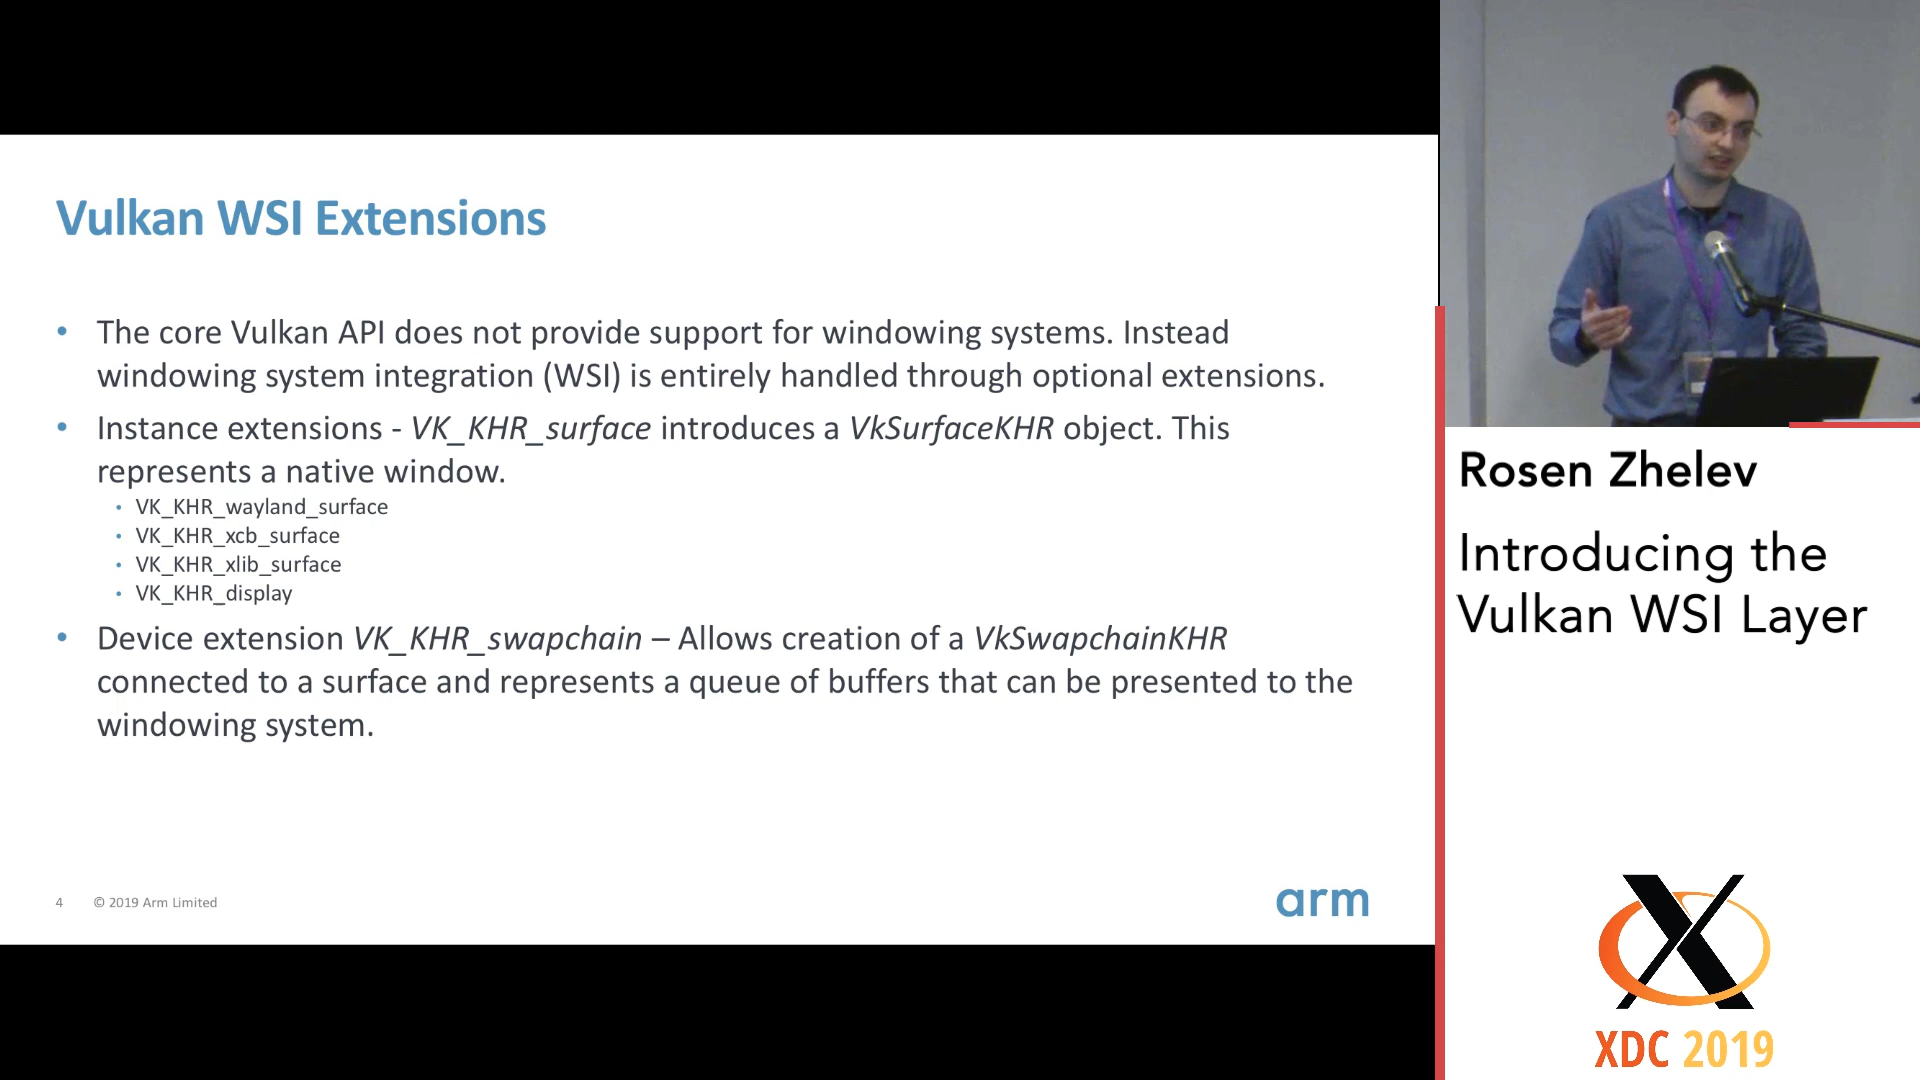 Vulkan WSI Extensions
• The core Vulkan API does not provide support for windowing systems. Instead
windowing system integration (WSI) is entirely handled through optional extensions.
• Instance extensions - VK_KHR_surface introduces a VkSurfaceKHR object. This
represents a native window.
• VK_KHR_wayland_surface
• VK_KHR_xcb_surface
• VK_KHR_xlib_surface
• VK_KHR_display
• Device extension VK_KHR_swapchain – Allows creation of a VkSwapchainKHR
connected to a surface and represents a queue of buffers that can be presented to the
windowing system.
4 © 2019 Arm Limited
arm
Rosen Zhelev
Introducing the
Vulkan WSI Layer
X
XDC 2019